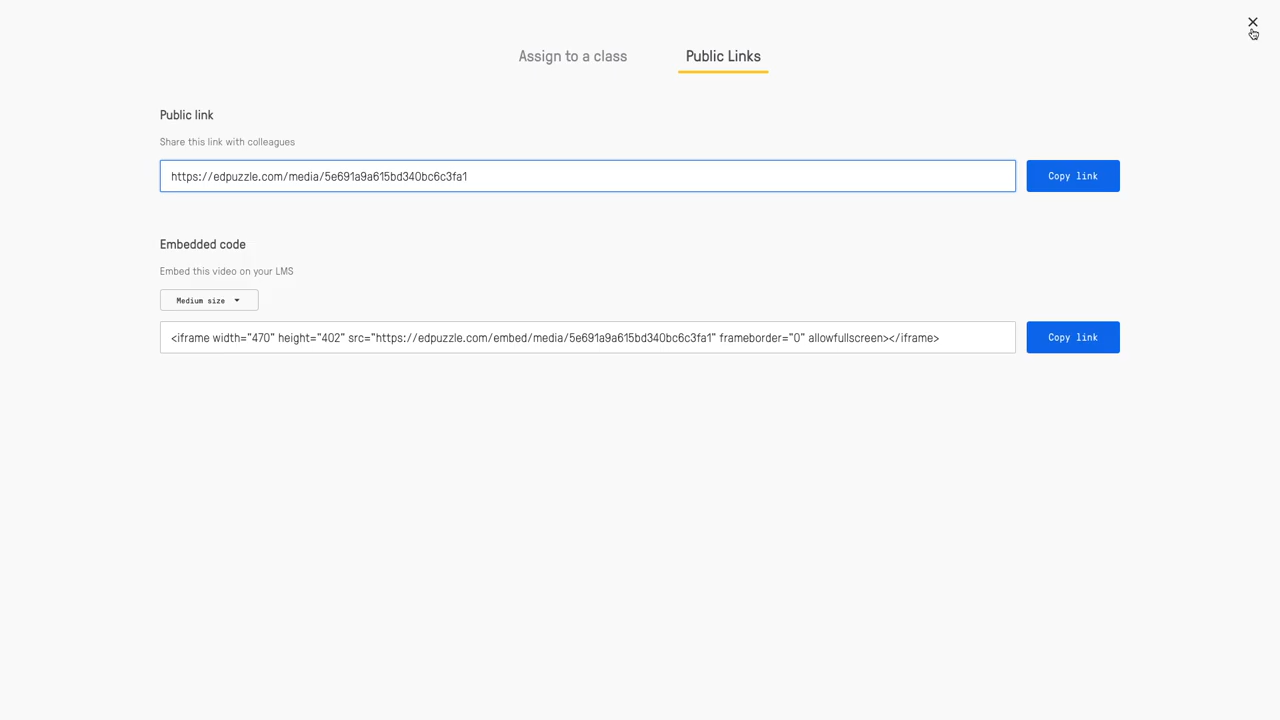 Assign to a class
Public Links
Public link
Share this link with colleagues
https://edpuzzle.com/media/5e691a9a615bd340bc6c3fa1
Copy link
Embedded code
Embed this video on your LMS
Medium size
<iframe width="470" height="402" src="https://edpuzzle.com/embed/media/5e691a9a615bd340bc6c3fa1" frameborder="0" allowfullscreen></iframe>
Copy link